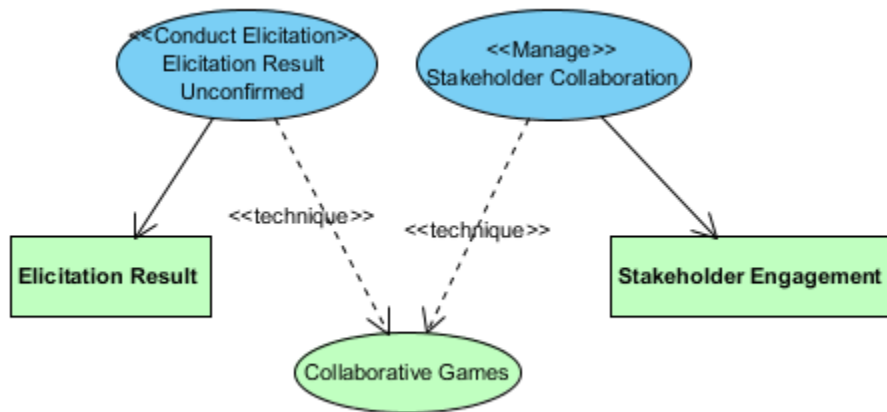 <<Conduct Elicitation>>
Elicitation Result
Unconfirmed
<<Manage>>
Stakeholder Collaboration
<<technique>>
<<technique>>
Elicitation Result
Stakeholder Engagement
Collaborative Games